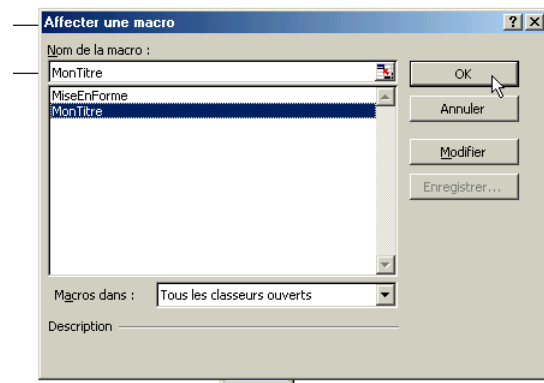 Affecter une macro
Nom de la macro :
MonTitre
OK
MiseEnForme
MonTitre
Annuler
Modifier
Enregistrer...
Macros dans :
Tous les classeurs ouverts
Description